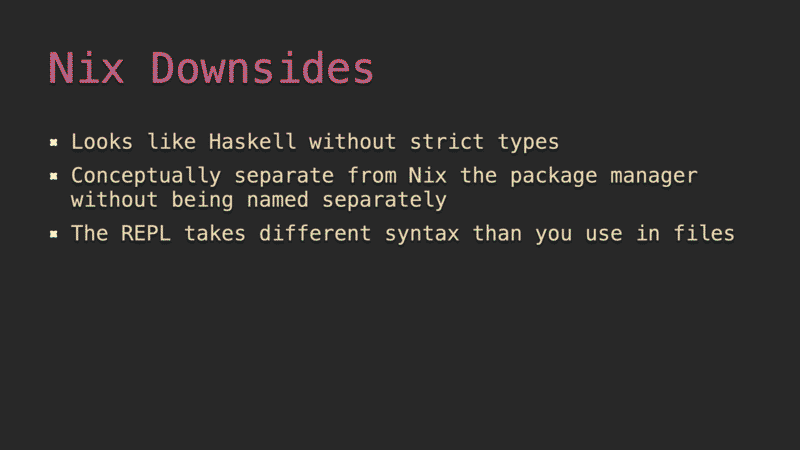 Nix Downsides
Looks like Haskell without strict types
Conceptually separate from Nix the package manager
without being named separately
The REPL takes different syntax than you use in files